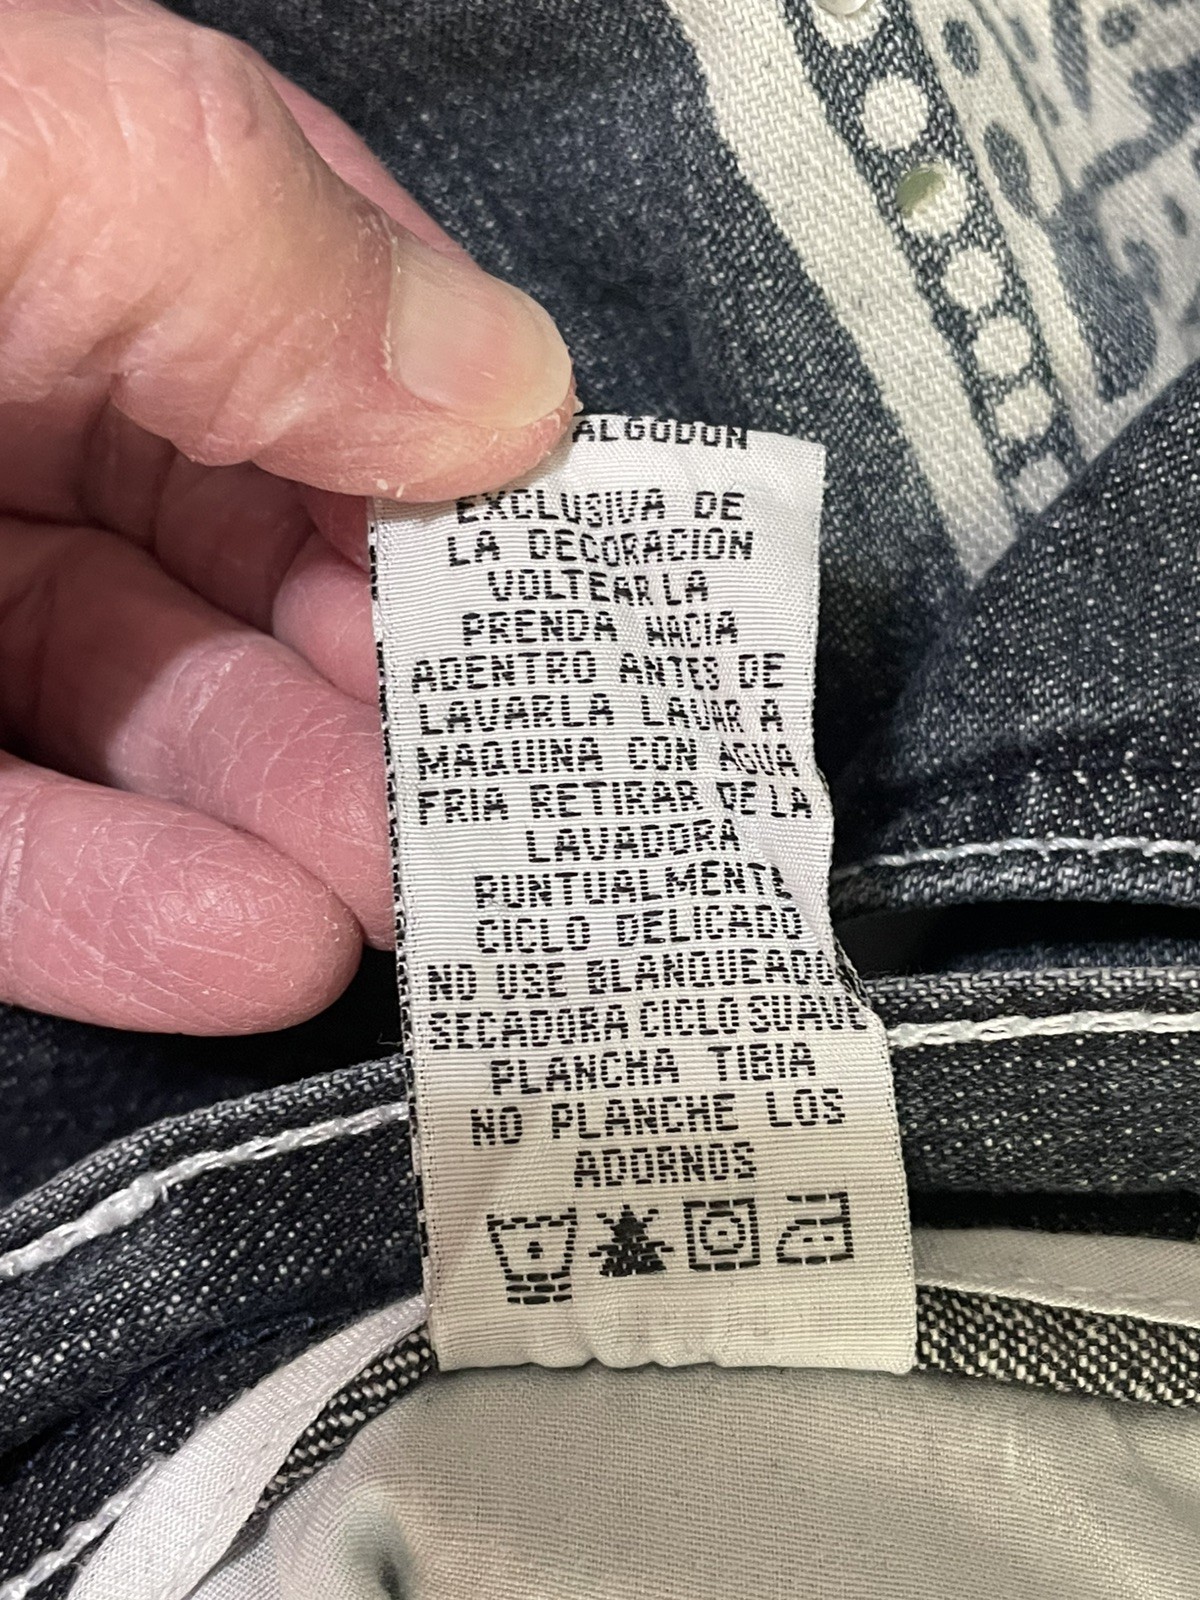 ALGODON
EXCLUSIVA DE
LA DECORACION
VOLTEAR LA
PRENDA HACIA
ADENTRO ANTES DE
LAVARLA LAVAR A
MAQUINA CON AGUA
FRIA RETIRAR DE LA
LAVADORA
PUNTUALMENTE
CICLO DELICADO
NO USE BLANQUEADO
SECADORA CICLO SUAVE
PLANCHA TIBIA
NO PLANCHE LOS
ADORNOS